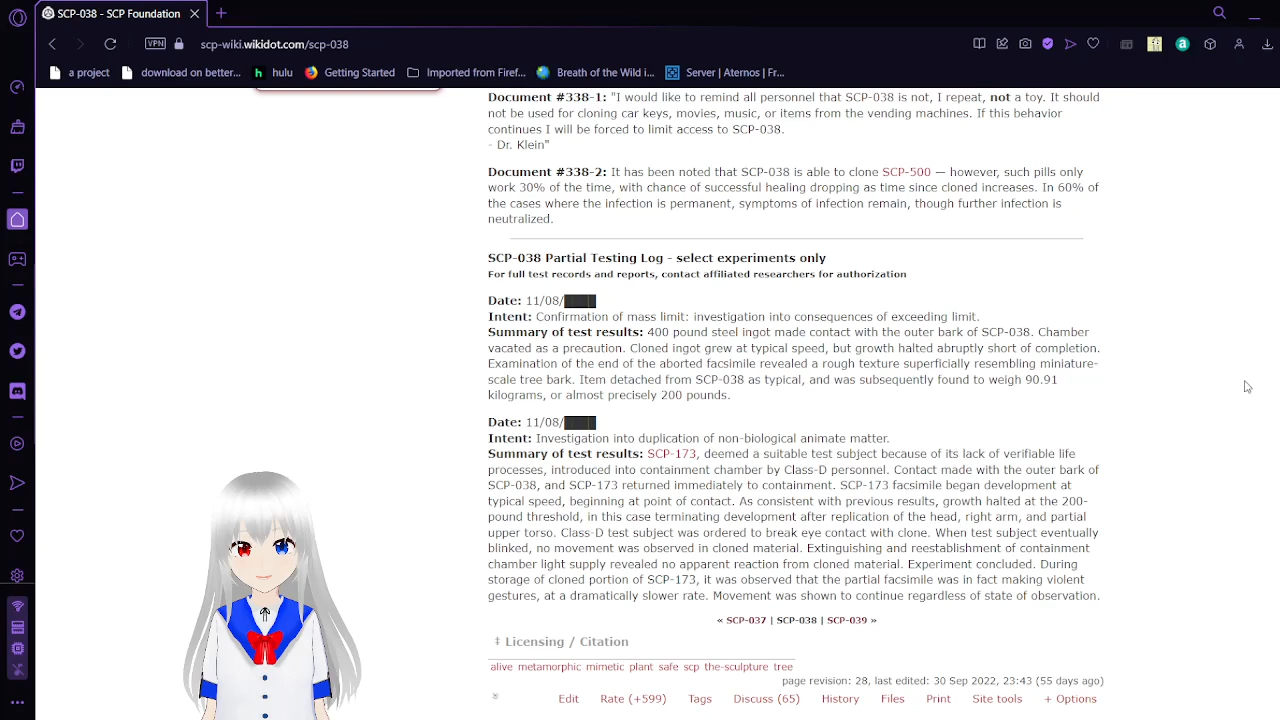 SCP-038 - SCP Foundation
VPN
scp-wiki.wikidot.com/scp-038
a project
download on better...
hulu
Getting Started
Imported from Firef...
Breath of the Wild i...
Server | Aternos | Fr...
Document #338-1: "I would like to remind all personnel that SCP-038 is not, I repeat, not a toy. It should
not be used for cloning car keys, movies, music, or items from the vending machines. If this behavior
continues I will be forced to limit access to SCP-038.
- Dr. Klein"
Document #338-2: It has been noted that SCP-038 is able to clone SCP-500 — however, such pills only
work 30% of the time, with chance of successful healing dropping as time since cloned increases. In 60% of
the cases where the infection is permanent, symptoms of infection remain, though further infection is
neutralized.
SCP-038 Partial Testing Log - select experiments only
For full test records and reports, contact affiliated researchers for authorization
Date: 11/08/████
Intent: Confirmation of mass limit: investigation into consequences of exceeding limit.
Summary of test results: 400 pound steel ingot made contact with the outer bark of SCP-038. Chamber
vacated as a precaution. Cloned ingot grew at typical speed, but growth halted abruptly short of completion.
Examination of the end of the aborted facsimile revealed a rough texture superficially resembling miniature-
scale tree bark. Item detached from SCP-038 as typical, and was subsequently found to weigh 90.91
kilograms, or almost precisely 200 pounds.
Date: 11/08/████
Intent: Investigation into duplication of non-biological animate matter.
Summary of test results: SCP-173, deemed a suitable test subject because of its lack of verifiable life
processes, introduced into containment chamber by Class-D personnel. Contact made with the outer bark of
SCP-038, and SCP-173 returned immediately to containment. SCP-173 facsimile began development at
typical speed, beginning at point of contact. As consistent with previous results, growth halted at the 200-
pound threshold, in this case terminating development after replication of the head, right arm, and partial
upper torso. Class-D test subject was ordered to break eye contact with clone. When test subject eventually
blinked, no movement was observed in cloned material. Extinguishing and reestablishment of containment
chamber light supply revealed no apparent reaction from cloned material. Experiment concluded. During
storage of cloned portion of SCP-173, it was observed that the partial facsimile was in fact making violent
gestures, at a dramatically slower rate. Movement was shown to continue regardless of state of observation.
« SCP-037 | SCP-038 | SCP-039 »
‡ Licensing / Citation
alive metamorphic mimetic plant safe scp the-sculpture tree
page revision: 28, last edited: 30 Sep 2022, 23:43 (55 days ago)
Edit Rate (+599) Tags Discuss (65) History Files Print Site tools + Options